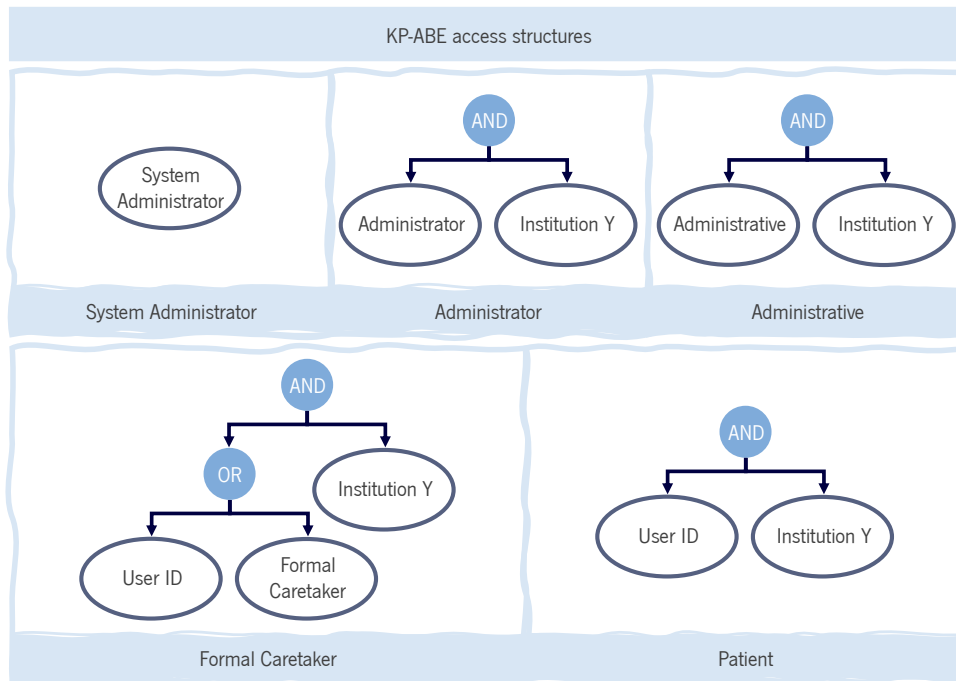 KP-ABE access structures
System
Administrator
System Administrator
AND
Administrator
Institution Y
Administrator
AND
Administrative
Institution Y
Administrative
AND
OR
Institution Y
User ID
Formal
Caretaker
Formal Caretaker
AND
User ID
Institution Y
Patient